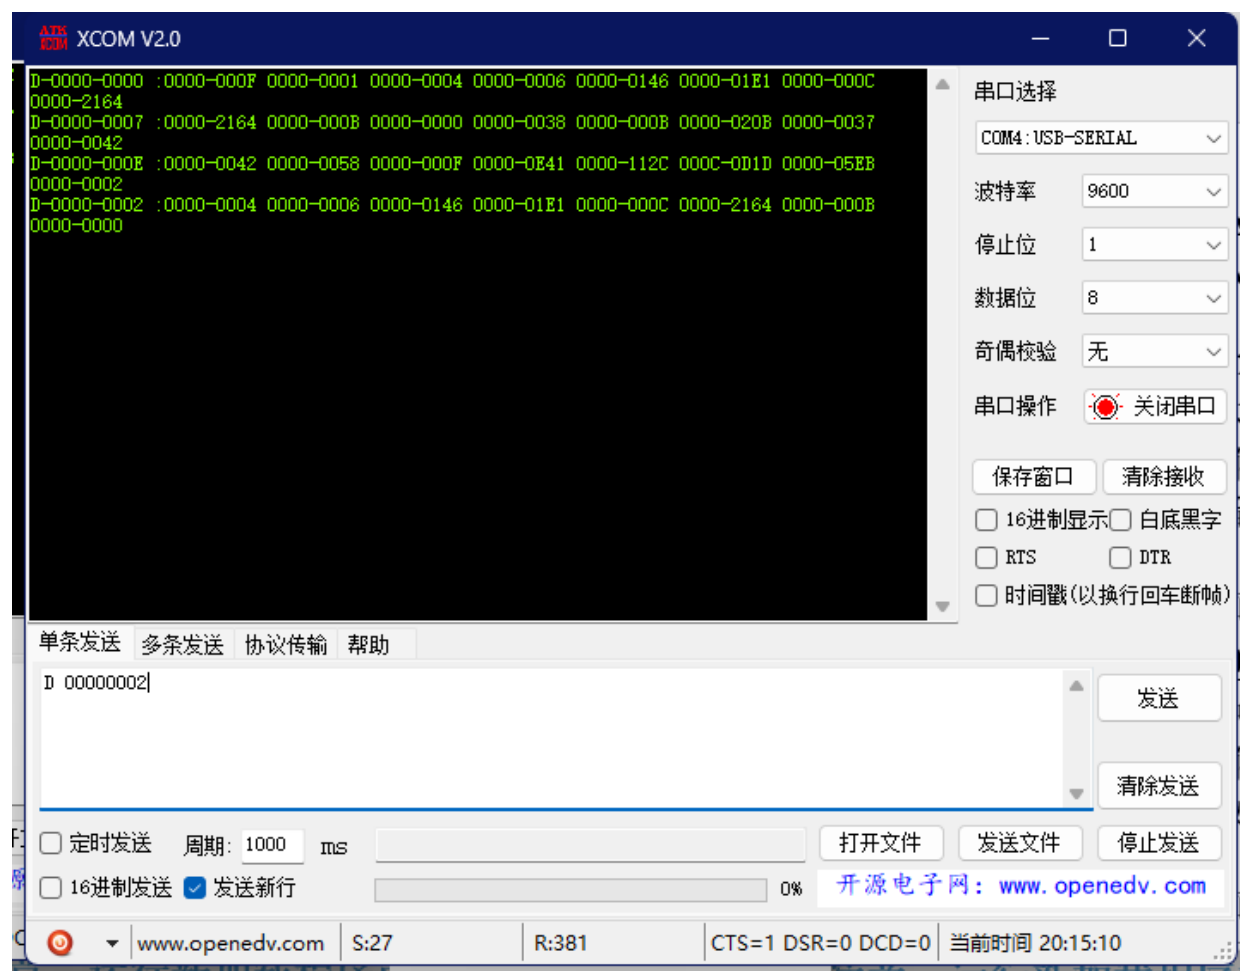 ATK XCOM XCOM V2.0
D-0000-0000 :0000-000F 0000-0001 0000-0004 0000-0006 0000-0146 0000-01E1 0000-000C
0000-2164
D-0000-0007 :0000-2164 0000-000B 0000-0000 0000-0038 0000-000B 0000-020B 0000-0037
0000-0042
D-0000-000E :0000-0042 0000-0058 0000-000F 0000-0E41 0000-112C 000C-0D1D 0000-05EB
0000-0002
D-0000-0002 :0000-0004 0000-0006 0000-0146 0000-01E1 0000-000C 0000-2164 0000-000B
0000-0000
串口选择
COM4:USB-SERIAL
波特率 9600
停止位 1
数据位 8
奇偶校验 无
串口操作 关闭串口
保存窗口 清除接收
16进制显示 白底黑字
RTS DTR
时间戳(以换行回车断帧)
单条发送 多条发送 协议传输 帮助
D 00000002
发送
清除发送
定时发送 周期: 1000 ms 打开文件 发送文件 停止发送
16进制发送 发送新行 0% 开源电子网: www.openedv.com
www.openedv.com S:27 R:381 CTS=1 DSR=0 DCD=0 当前时间 20:15:10